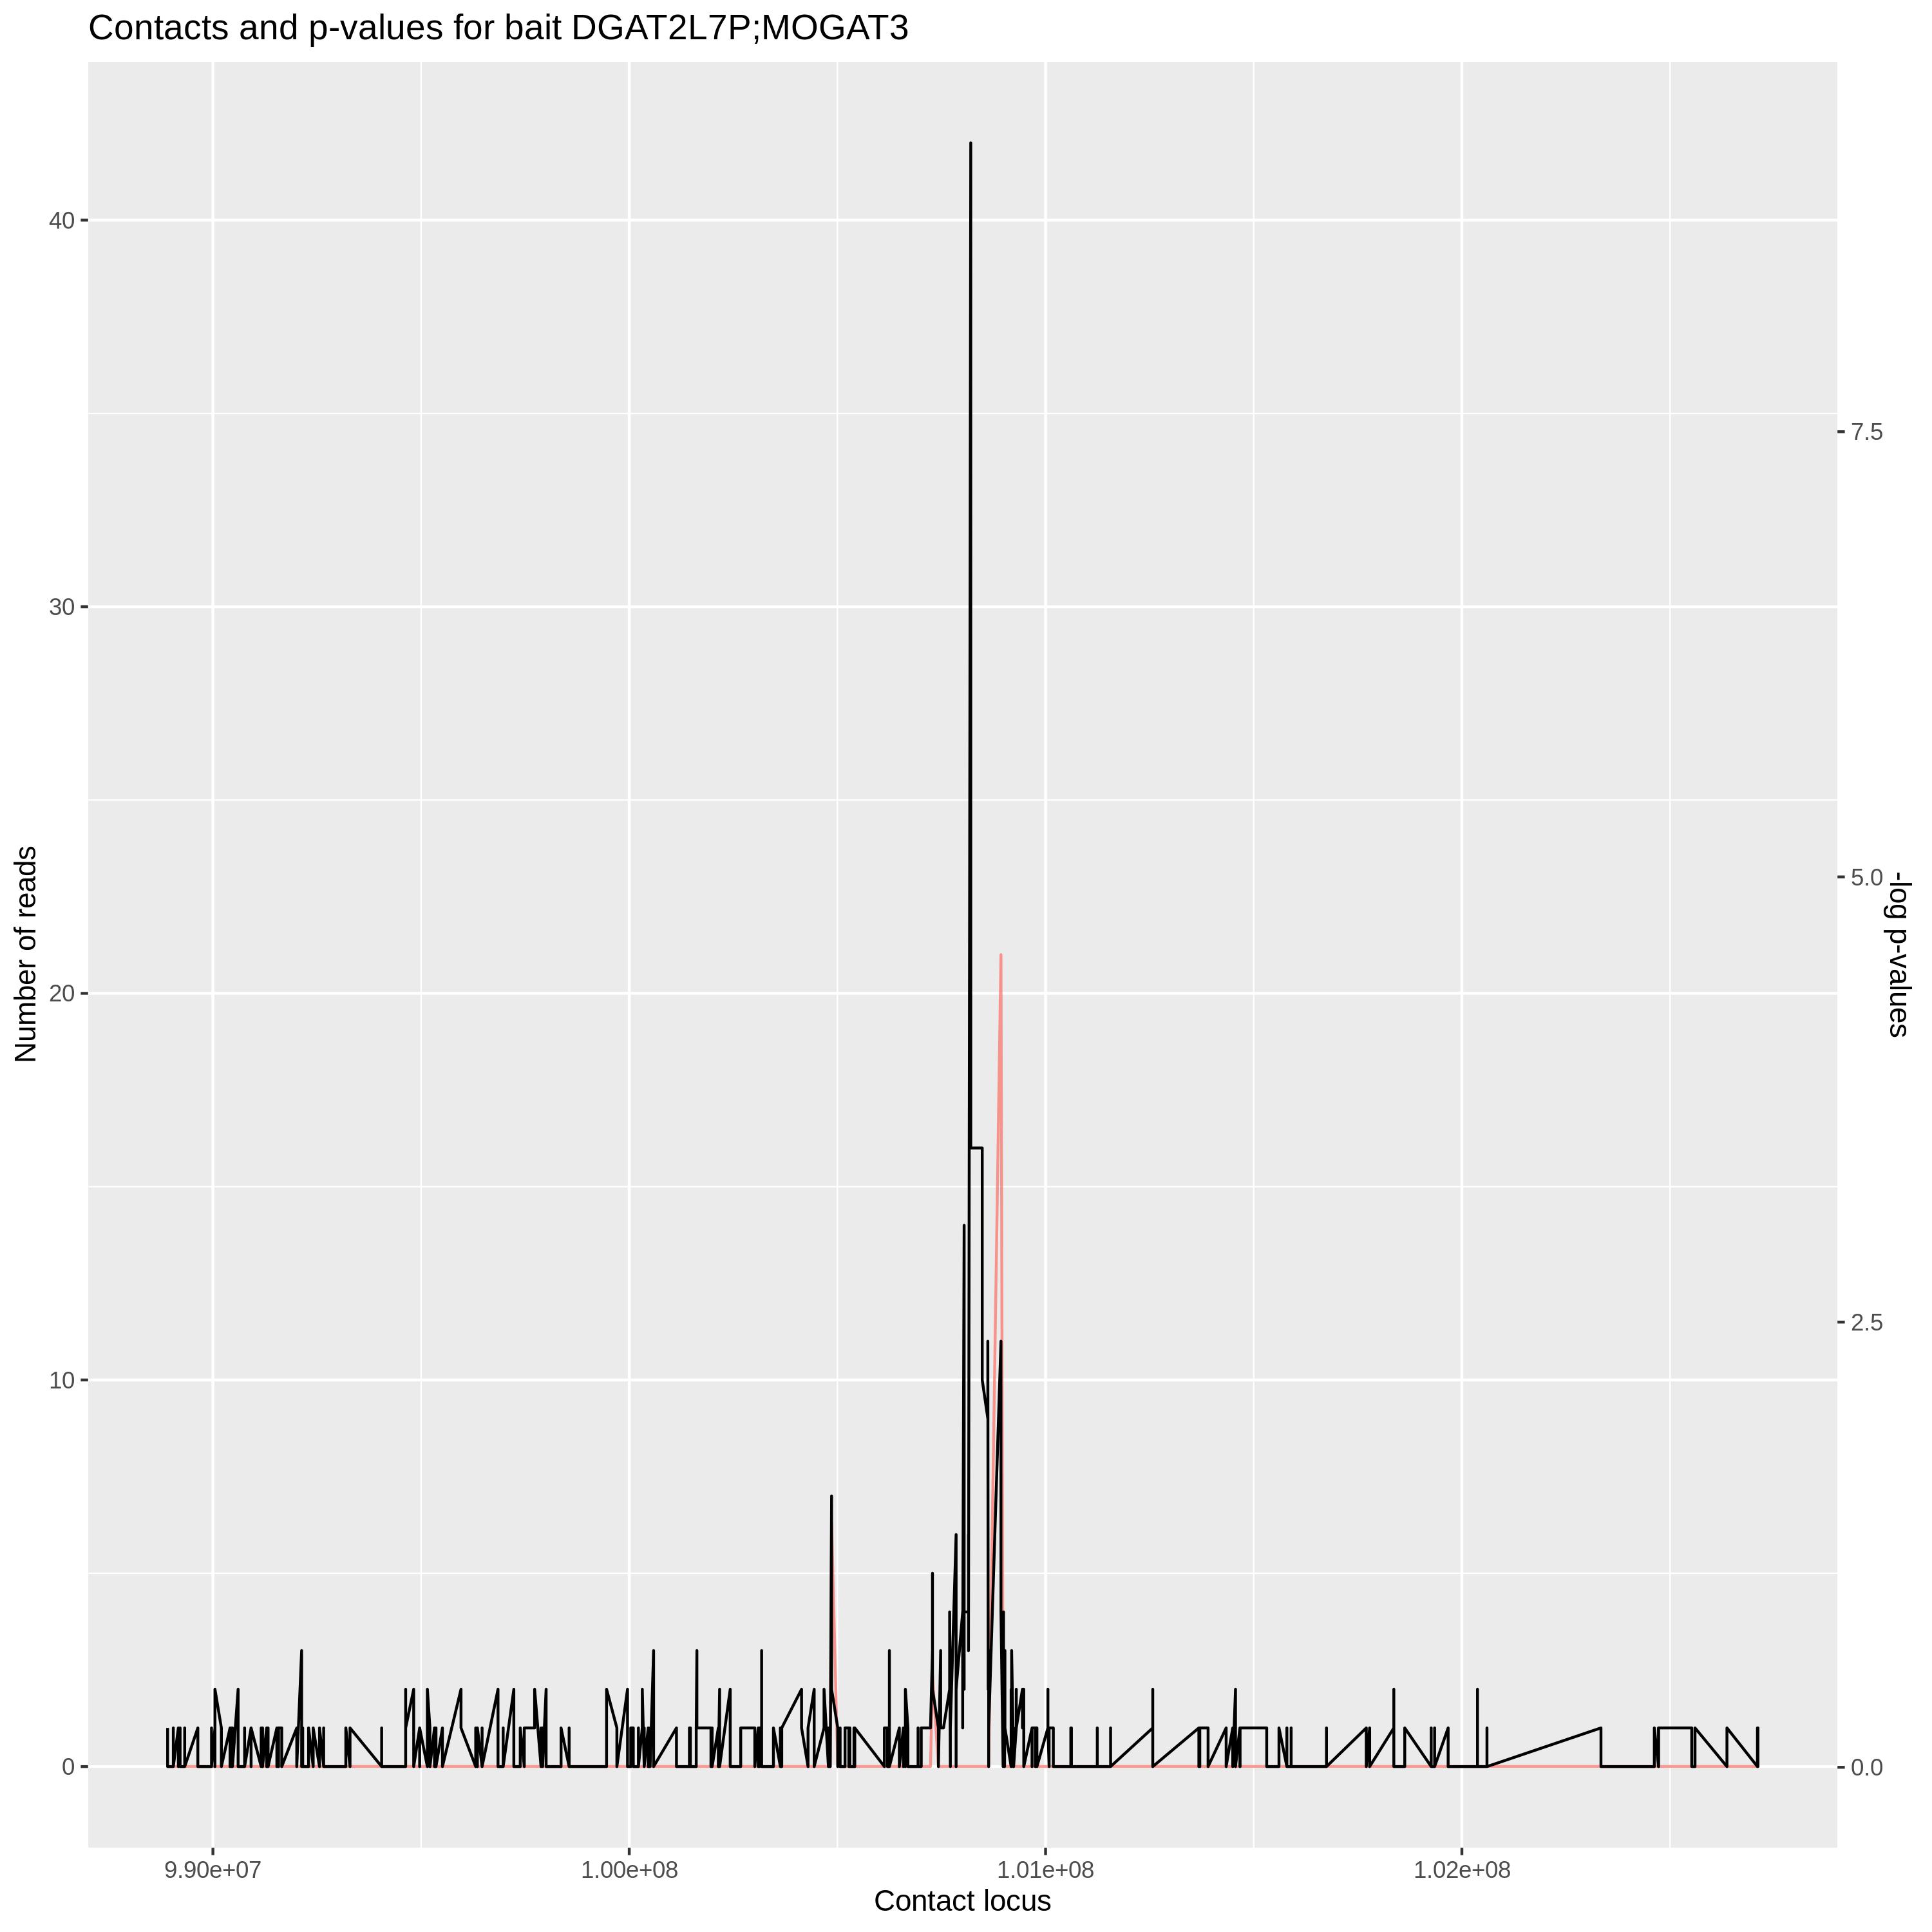 Contacts and p-values for bait DGAT2L7P;MOGAT3
40
30
20
10
0
Number of reads
7.5
5.0
2.5
0.0
-log p-values
9.90e+07
1.00e+08
1.01e+08
1.02e+08
Contact locus